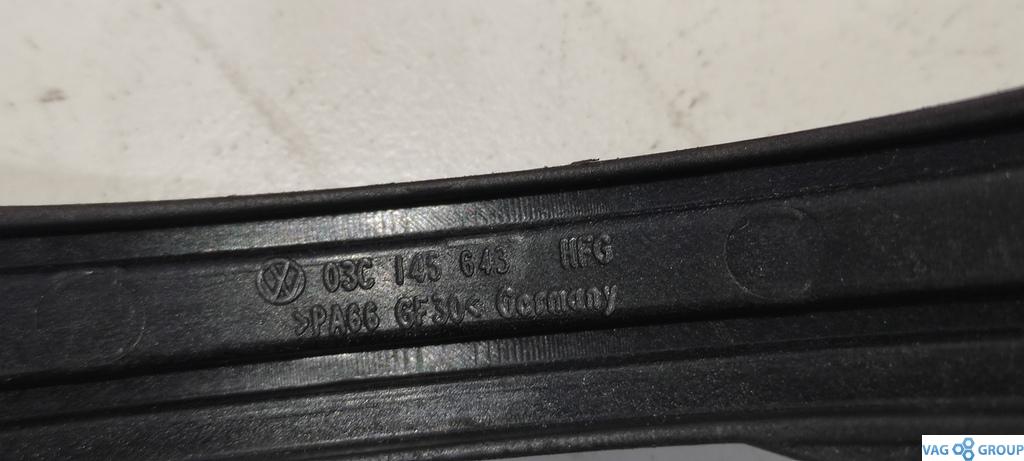 03C 145 643 HFG
>PA66 GF30< Germany
VAG GROUP